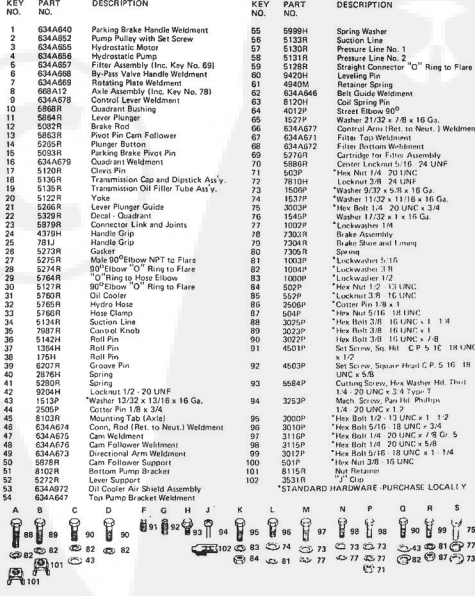 KEY NO. PART NO. DESCRIPTION
1 634A640 Parking Brake Handle Weldment
2 634A652 Pump Pulley with Set Screw
3 634A655 Hydrostatic Motor
4 634A656 Hydrostatic Pump
5 634A657 Filter Assembly (Inc. Key No. 69)
6 634A668 By-Pass Valve Handle Weldment
7 634A669 Rotating Plate Weldment
8 668A12 Axle Assembly (Inc. Key No. 78)
9 634A678 Control Lever Weldment
10 5868R Quadrant Bushing
11 5864R Lever Plunger
12 5082R Brake Rod
13 5863R Pivot Pin Cam Follower
14 5265R Plunger Button
15 5093R Parking Brake Pivot Pin
16 634A679 Quadrant Weldment
17 5120R Clevis Pin
18 5136R Transmission Cap and Dipstick Ass'y.
19 5135R Transmission Oil Filler Tube Ass'y.
20 5122R Yoke
21 5266R Lever Plunger Guide
22 5329R Decal - Quadrant
23 5879R Connector Link and Joints
24 4379H Handle Grip
25 781J Handle Grip
26 5273R Gasket
27 5275R Male 90° Elbow NPT to Flare
28 5274R 90° Elbow "O" Ring to Flare
29 5764R "O" Ring to Hose Elbow
30 5127R 90° Elbow "O" Ring to Flare
31 5760R Oil Cooler
32 5765R Hydro Hose
33 5766R Hose Clamp
34 5134R Suction Line
35 7987R Control Knob
36 5142H Roll Pin
37 1364H Roll Pin
38 175H Roll Pin
39 6207R Groove Pin
40 2876H Spring
41 5280R Spring
42 9204H Locknut 1/2 - 20 UNF
43 1513P *Washer 13/32 x 13/16 x 16 Ga.
44 2505P Cotter Pin 1/8 x 3/4
45 8103R Mounting Tab (Axle)
46 634A674 Conn. Rod (Ret. to Neut.) Weldment
47 634A675 Cam Weldment
48 634A676 Cam Follower Weldment
49 634A673 Directional Arm Weldment
50 5878R Cam Follower Support
51 8102R Bottom Pump Bracket
52 5272R Lever Support
53 634A972 Oil Cooler Air Shield Assembly
54 634A647 Top Pump Bracket Weldment
KEY NO. PART NO. DESCRIPTION
55 5999H Spring Washer
56 5133R Suction Line
57 5130R Pressure Line No. 1
58 5131R Pressure Line No. 2
59 5128R Straight Connector "O" Ring to Flare
60 9420H Leveling Pin
61 4940M Retainer Spring
62 634A646 Belt Guide Weldment
63 8120H Coil Spring Pin
64 4012P Street Elbow 90°
65 1527P Washer 21/32 x 7/8 x 16 Ga.
66 634A677 Control Arm (Ret. to Neut.) Weldment
67 634A671 Filter Top Weldment
68 634A672 Filter Bottom Weldment
69 5276R Cartridge for Filter Assembly
70 5886R Center Locknut 5/16 - 24 UNF
71 503P *Hex Nut 1/4 - 20 UNC
72 7810H Locknut 3/8 - 24 UNF
73 1506P *Washer 9/32 x 5/8 x 16 Ga.
74 1537P *Washer 11/32 x 11/16 x 16 Ga.
75 3003P *Hex Bolt 1/4 - 20 UNC x 3/4
76 1545P *Washer 17/32 x 1 x 16 Ga.
77 1002P *Lockwasher 1/4
78 7303R Brake Assembly
79 7304R Brake Shoe and Lining
80 7305R Spring
81 1003P *Lockwasher 5/16
82 1004P *Lockwasher 3/8
83 1000P *Lockwasher 1/2
84 502P *Hex Nut 1/2 - 13 UNC
85 552P *Locknut 3/8 - 16 UNC
86 2506P *Cotter Pin 1/8 x 1
87 504P *Hex Nut 5/16 - 18 UNC
88 3025P *Hex Bolt 3/8 - 16 UNC x 1 - 1/4
89 3023P *Hex Bolt 3/8 - 16 UNC x 1
90 3022P *Hex Bolt 3/8 - 16 UNC x 7/8
91 4501P Set Screw, Sq. Hd. C.P. 5/16 - 18 UNC
x 1/2
92 4503P Set Screw, Square Head C.P. 5/16 - 18
UNC x 5/8
93 5584P Cutting Screw, Hex Washer Hd. Thrd
1/4 - 20 UNC x 3/4 Type T
94 3253P Mach. Screw, Pan Hd. Phillips
1/4 - 20 UNC x 1/2
95 3000P *Hex Bolt 1/2 - 13 UNC x 1 - 1/2
96 3010P *Hex Bolt 5/16 - 18 UNC x 3/4
97 3116P *Hex Bolt 1/4 - 20 UNC x 7/8 Gr. 5
98 3115P *Hex Bolt 1/4 - 20 UNC x 5/8
99 3012P *Hex Bolt 5/16 - 18 UNC x 1 - 1/4
100 501P *Hex Nut 3/8 - 16 UNC
101 8115R Nut Retainer
102 3531R "J" Clip
*STANDARD HARDWARE-PURCHASE LOCALLY
A B C D F G H J K L M N P Q R S
88 89 90 90 91 92 93 94 95 96 97 98 98 90 99 75
82 82 82 82 102 83 74 73 73 73 43 81 77
101 101 43 84 81 77 77 77 82 87 73
71